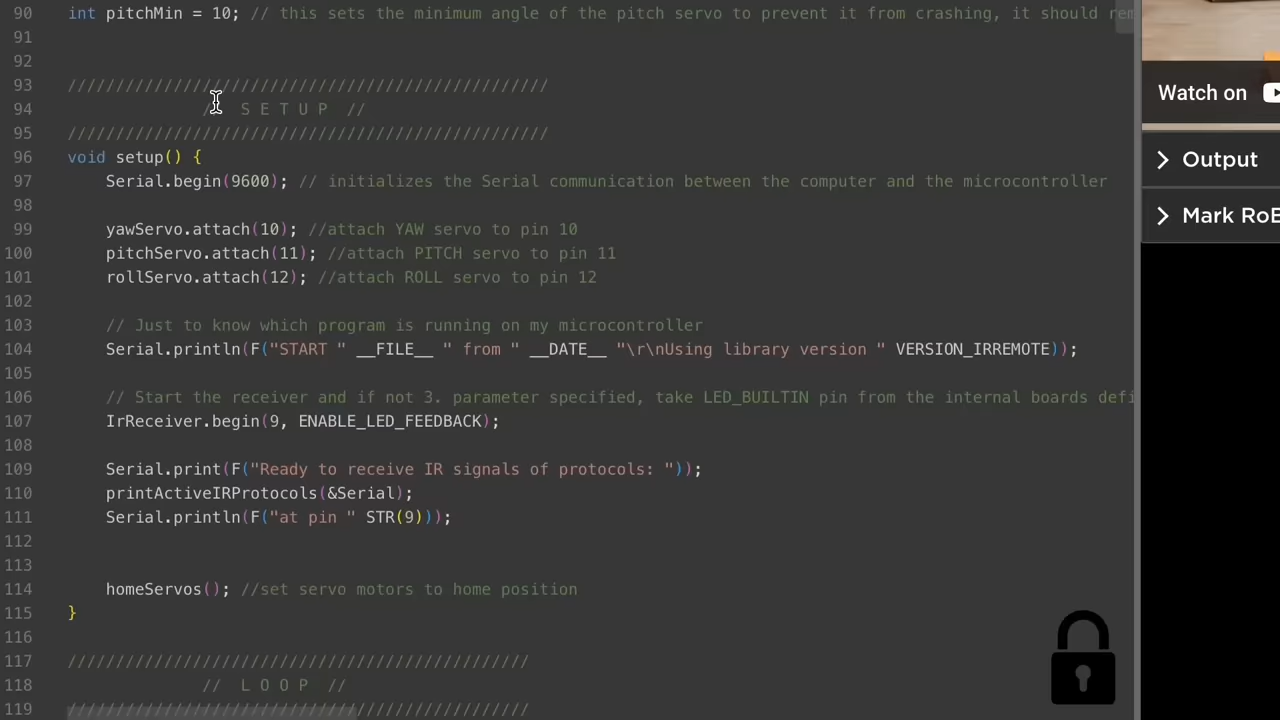 90 int pitchMin = 10; // this sets the minimum angle of the pitch servo to prevent it from crashing, it should
91
92
93 //////////////////////////////////////////////////
94 // S E T U P //
95 //////////////////////////////////////////////////
96 void setup() {
97 Serial.begin(9600); // initializes the Serial communication between the computer and the microcontroller
98
99 yawServo.attach(10); //attach YAW servo to pin 10
100 pitchServo.attach(11); //attach PITCH servo to pin 11
101 rollServo.attach(12); //attach ROLL servo to pin 12
102
103 // Just to know which program is running on my microcontroller
104 Serial.println(F("START " __FILE__ " from " __DATE__ "\r\nUsing library version " VERSION_IRREMOTE));
105
106 // Start the receiver and if not 3. parameter specified, take LED_BUILTIN pin from the internal boards defi
107 IrReceiver.begin(9, ENABLE_LED_FEEDBACK);
108
109 Serial.print(F("Ready to receive IR signals of protocols: "));
110 printActiveIRProtocols(&Serial);
111 Serial.println(F("at pin " STR(9)));
112
113
114 homeServos(); //set servo motors to home position
115 }
116
117 ////////////////////////////////////////////////
118 // L O O P //
119 ////////////////////////////////////////////////
Watch on
Output
Mark Ro